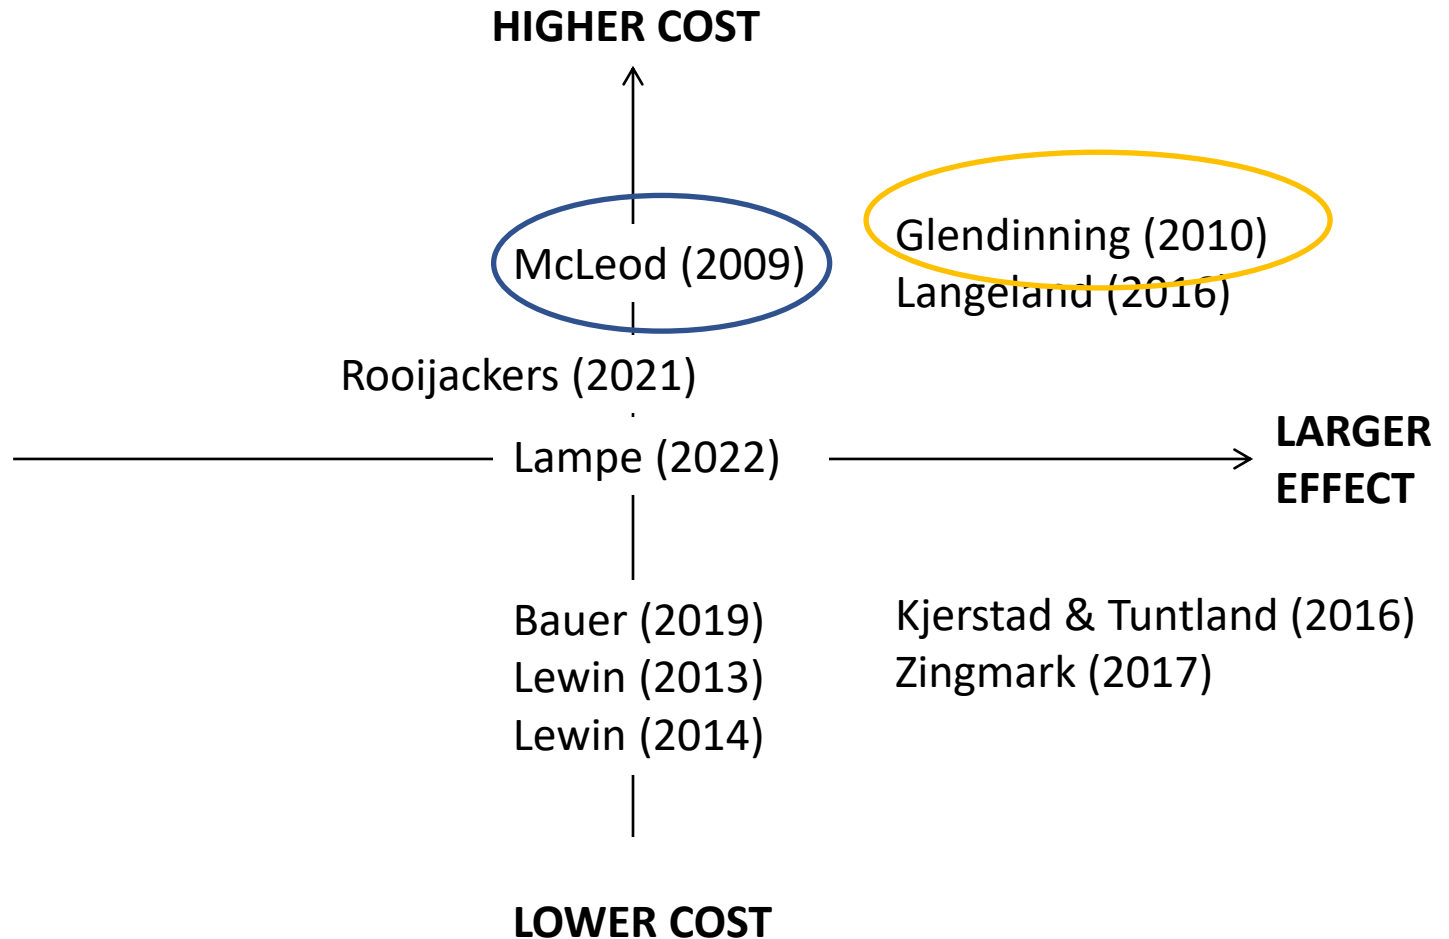 HIGHER COST
McLeod (2009)
Glendinning (2010)
Langeland (2016)
Rooijackers (2021)
Lampe (2022)
LARGER
EFFECT
Bauer (2019)
Lewin (2013)
Lewin (2014)
Kjerstad & Tuntland (2016)
Zingmark (2017)
LOWER COST